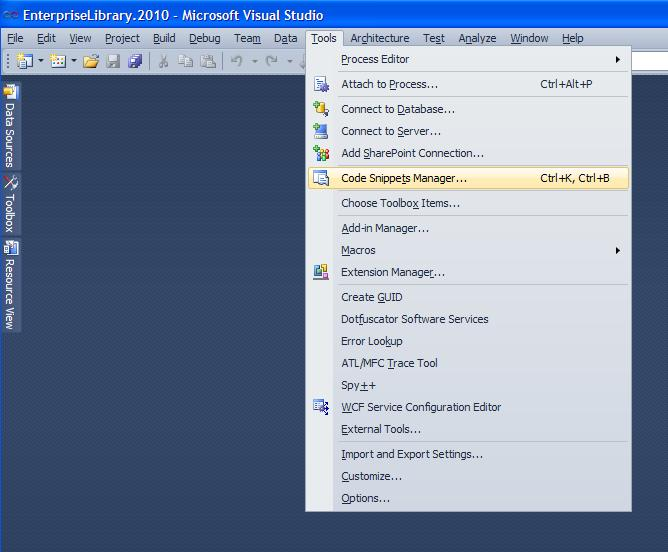 EnterpriseLibrary.2010 - Microsoft Visual Studio
File Edit View Project Build Debug Team Data Tools Architecture Test Analyze Window Help
Process Editor
Attach to Process... Ctrl+Alt+P
Connect to Database...
Connect to Server...
Add SharePoint Connection...
Code Snippets Manager... Ctrl+K, Ctrl+B
Choose Toolbox Items...
Add-in Manager...
Macros
Extension Manager...
Create GUID
Dotfuscator Software Services
Error Lookup
ATL/MFC Trace Tool
Spy++
WCF Service Configuration Editor
External Tools...
Import and Export Settings...
Customize...
Options...
Data Sources
Toolbox
Resource View